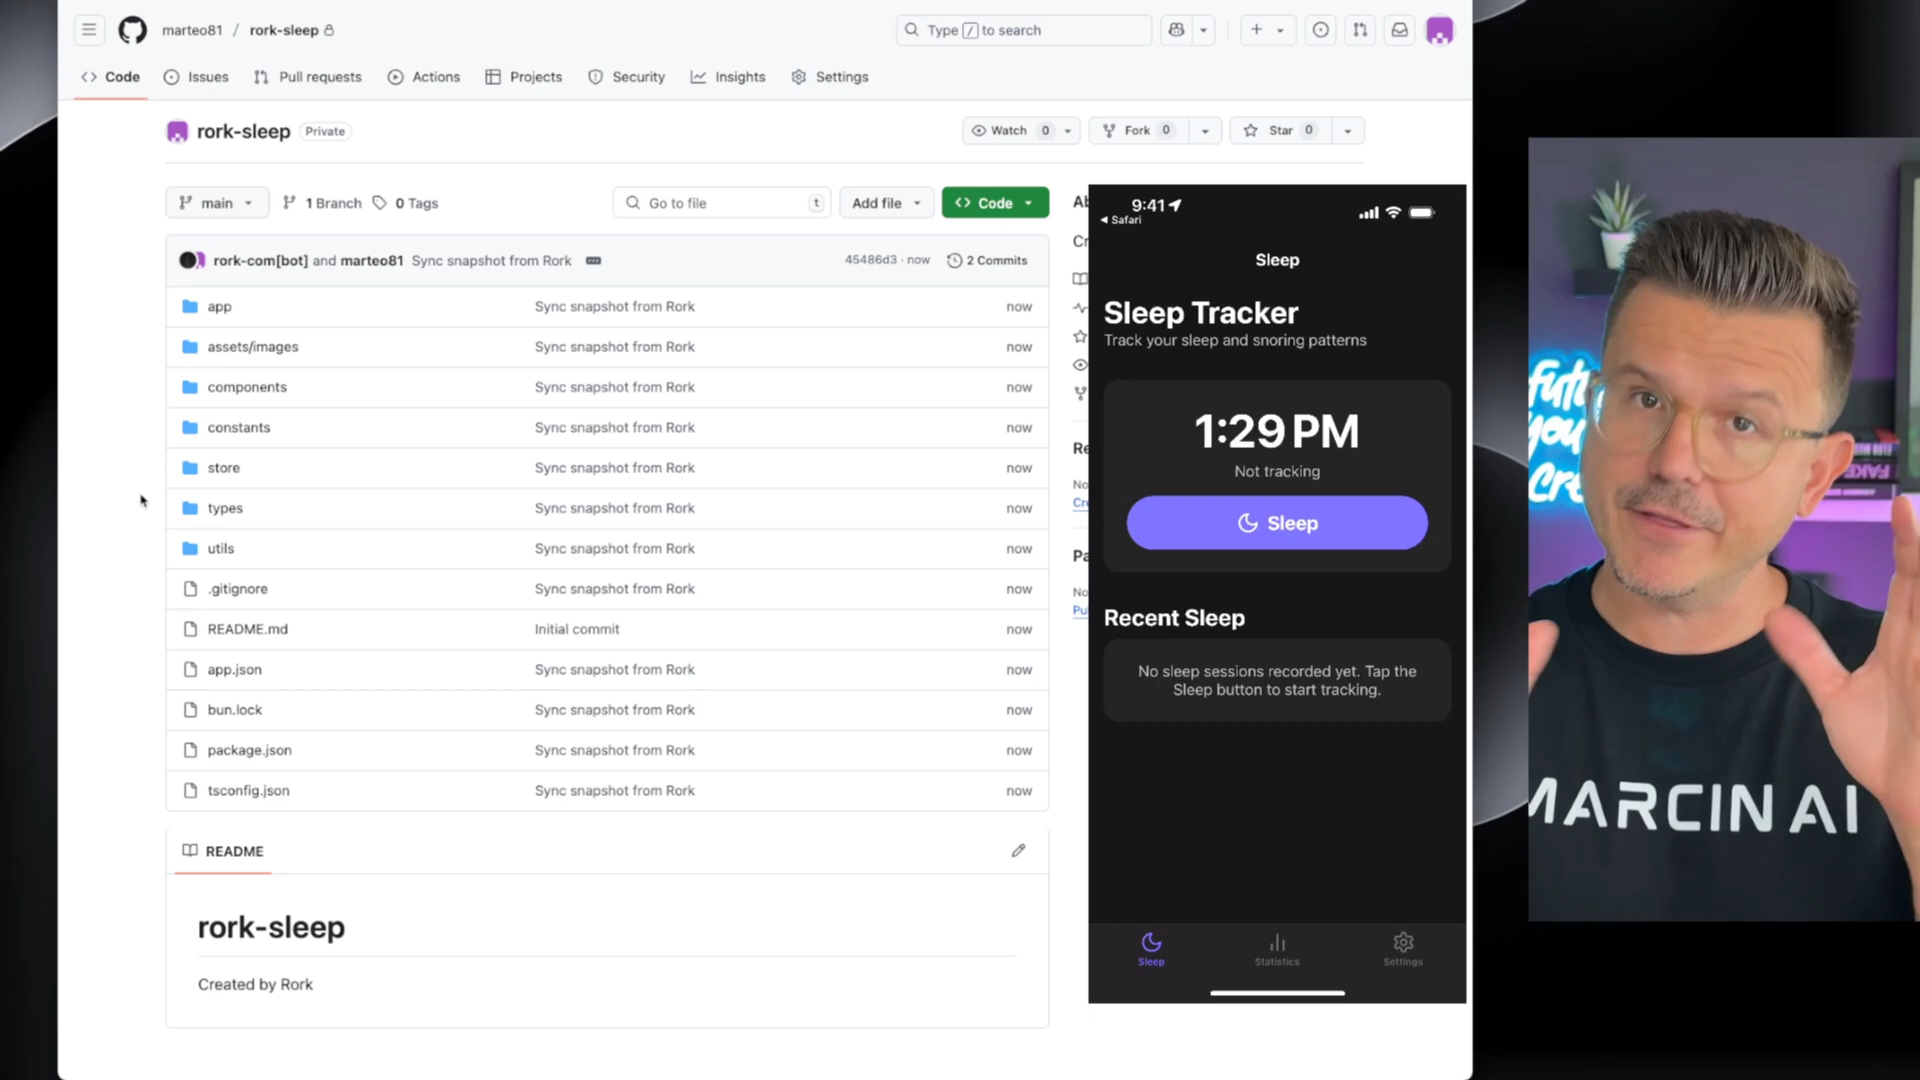 marteo81 / rork-sleep
Type / to search
Code
Issues
Pull requests
Actions
Projects
Security
Insights
Settings
rork-sleep Private
Watch 0
Fork 0
Star 0
main
1 Branch
0 Tags
Go to file t
Add file
Code
rork-com[bot] and marteo81 Sync snapshot from Rork
45486d3 · now
2 Commits
app Sync snapshot from Rork now
assets/images Sync snapshot from Rork now
components Sync snapshot from Rork now
constants Sync snapshot from Rork now
store Sync snapshot from Rork now
types Sync snapshot from Rork now
utils Sync snapshot from Rork now
.gitignore Sync snapshot from Rork now
README.md Initial commit now
app.json Sync snapshot from Rork now
bun.lock Sync snapshot from Rork now
package.json Sync snapshot from Rork now
tsconfig.json Sync snapshot from Rork now
README
rork-sleep
Created by Rork
9:41
Safari
Sleep
Sleep Tracker
Track your sleep and snoring patterns
1:29 PM
Not tracking
Sleep
Recent Sleep
No sleep sessions recorded yet. Tap the
Sleep button to start tracking.
Sleep
Statistics
Settings
MARCIN AI